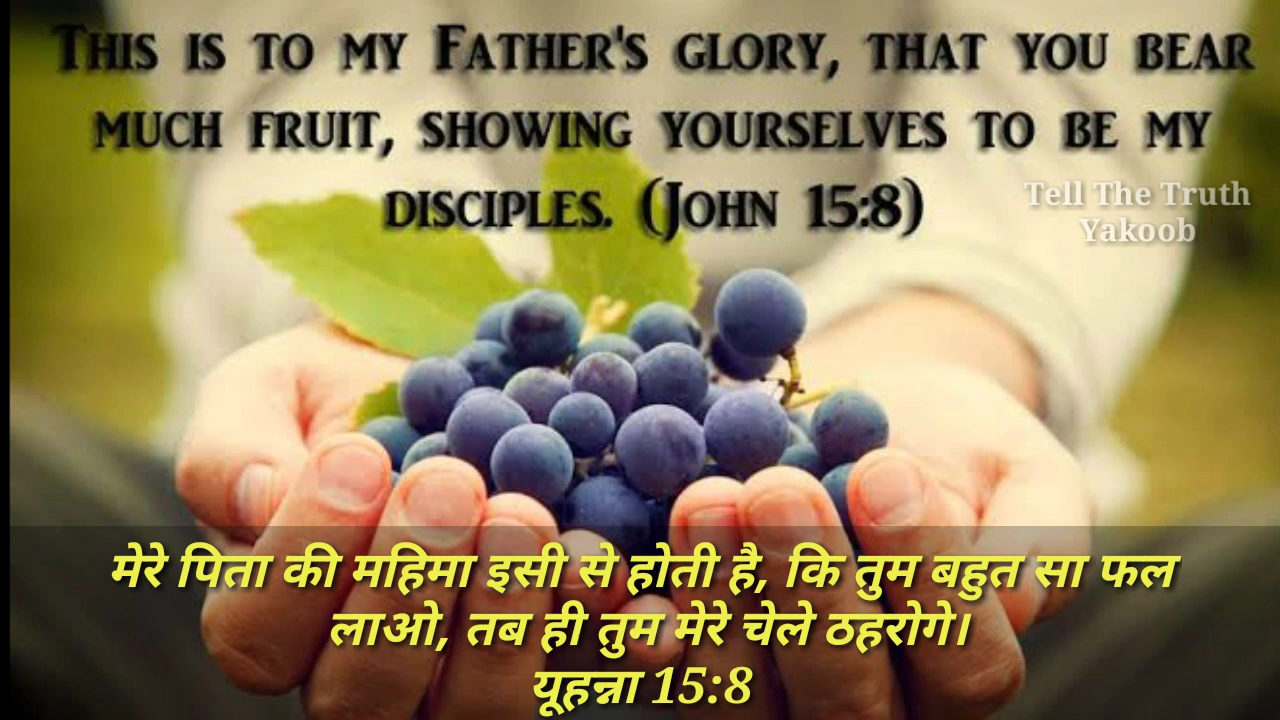 This is to my Father's glory, that you bear
much fruit, showing yourselves to be my
disciples. (John 15:8)
Tell The Truth
Yakoob
मेरे पिता की महिमा इसी से होती है, कि तुम बहुत सा फल
लाओ, तब ही तुम मेरे चेले ठहरोगे।
यूहन्ना 15:8